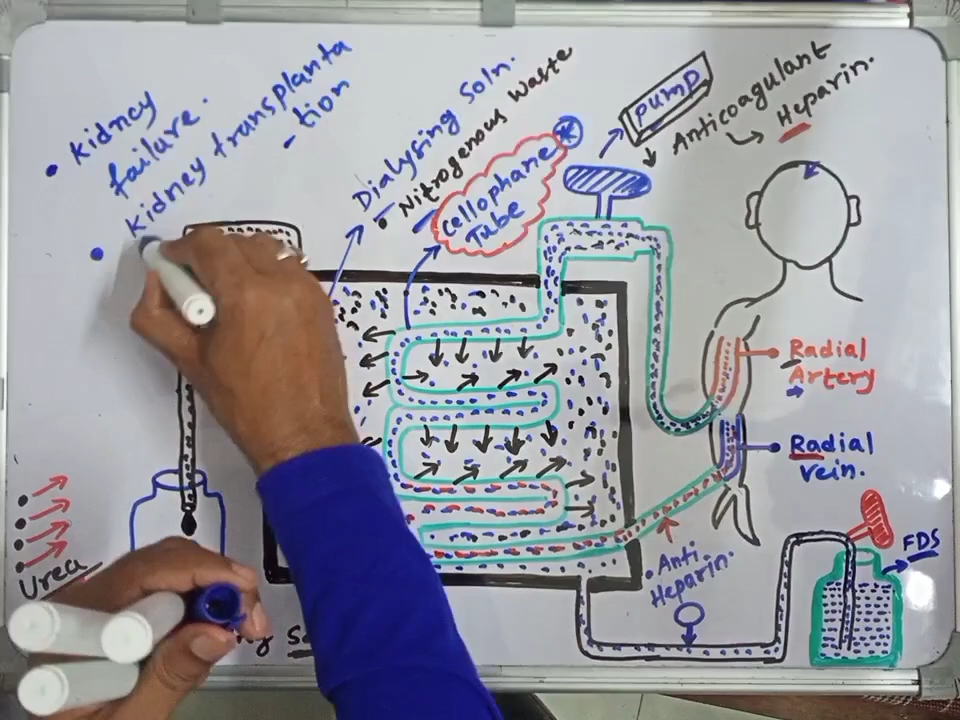 • Kidney
failure.
• Kidney transplanta
- tion
Dialysing Soln.
• Nitrogenous Waste
Cellophane
Tube
*
pump
Anticoagulant
Heparin.
Radial
Artery
Radial
vein.
FDS
• Anti
Heparin.
Urea